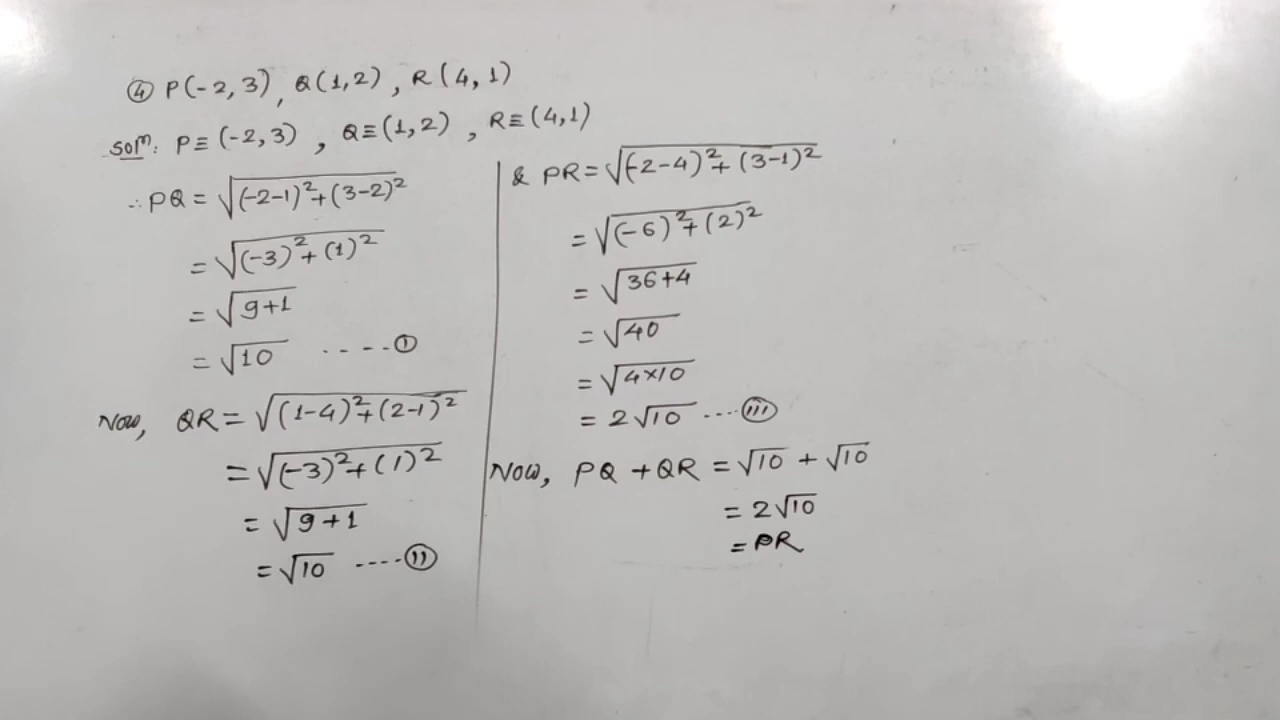 ④ P(-2,3), Q(1,2), R(4,1)
Solⁿ: P≡(-2,3), Q≡(1,2), R≡(4,1)
∴ PQ = √((-2-1)²+(3-2)²)
= √((-3)²+(1)²)
= √(9+1)
= √10 ----①
Now, QR = √((1-4)²+(2-1)²)
= √((-3)²+(1)²)
= √(9+1)
= √10 ----(ii)
& PR = √((-2-4)²+(3-1)²)
= √((-6)²+(2)²)
= √(36+4)
= √40
= √(4×10)
= 2√10 ----(iii)
Now, PQ + QR = √10 + √10
= 2√10
= PR